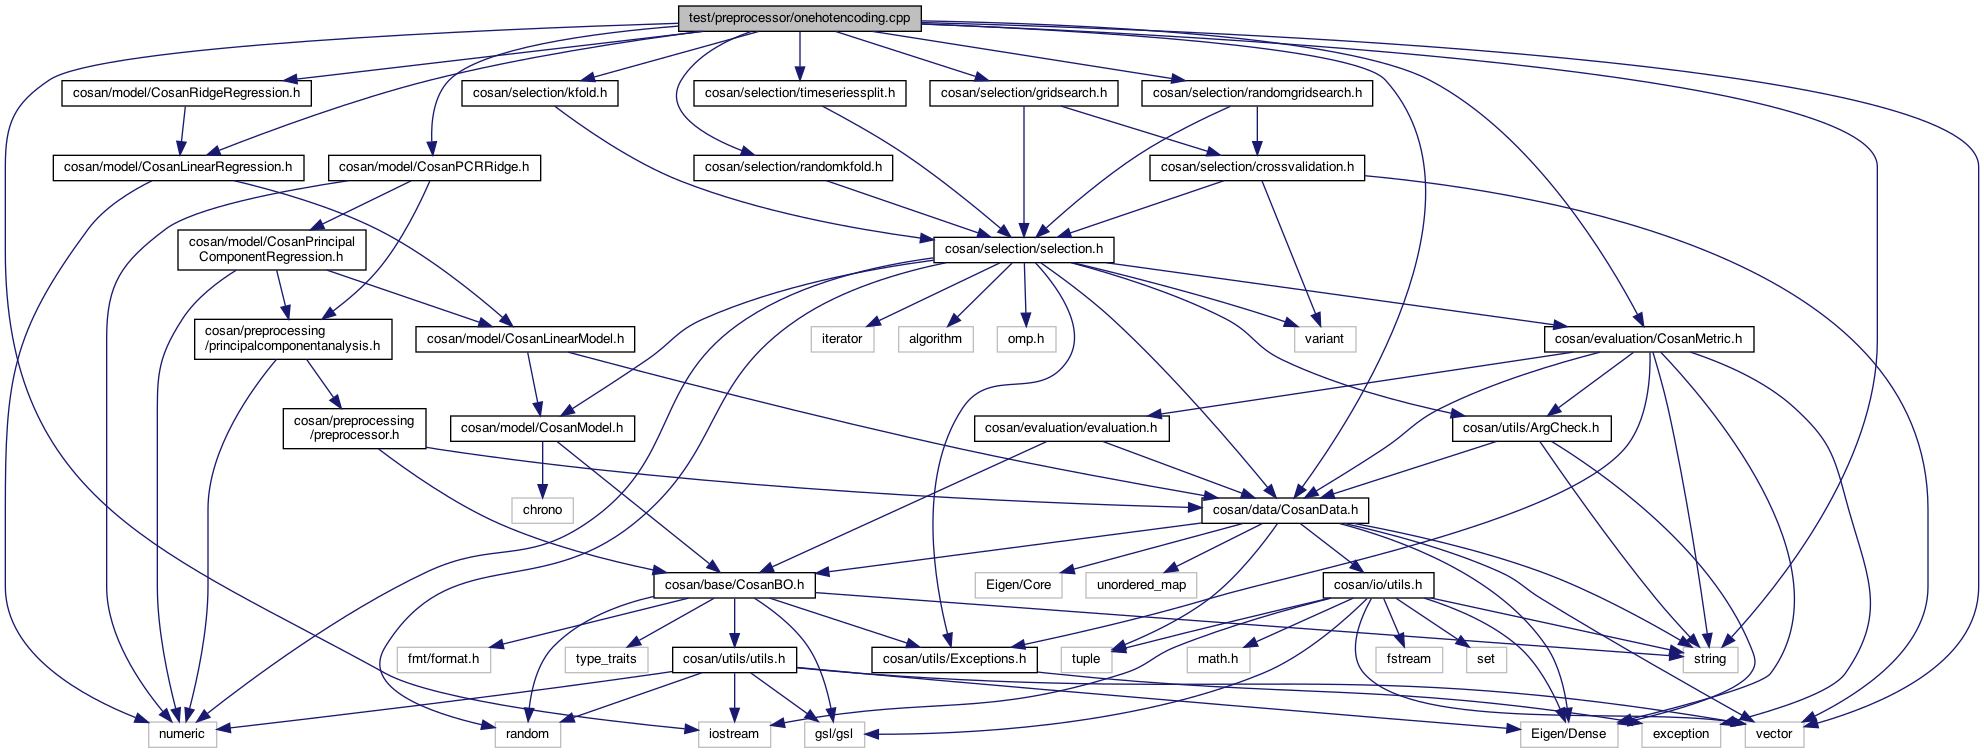 test/preprocessor/onehotencoding.cpp
cosan/model/CosanRidgeRegression.h
cosan/selection/kfold.h
cosan/selection/timeseriessplit.h
cosan/selection/gridsearch.h
cosan/selection/randomgridsearch.h
cosan/model/CosanLinearRegression.h
cosan/model/CosanPCRRidge.h
cosan/selection/randomkfold.h
cosan/selection/crossvalidation.h
cosan/model/CosanPrincipal
ComponentRegression.h
cosan/selection/selection.h
cosan/preprocessing
/principalcomponentanalysis.h
cosan/model/CosanLinearModel.h
iterator
algorithm
omp.h
variant
cosan/evaluation/CosanMetric.h
cosan/preprocessing
/preprocessor.h
cosan/model/CosanModel.h
cosan/evaluation/evaluation.h
cosan/utils/ArgCheck.h
chrono
cosan/data/CosanData.h
cosan/base/CosanBO.h
Eigen/Core
unordered_map
cosan/io/utils.h
fmt/format.h
type_traits
cosan/utils/utils.h
cosan/utils/Exceptions.h
tuple
math.h
fstream
set
string
numeric
random
iostream
gsl/gsl
Eigen/Dense
exception
vector